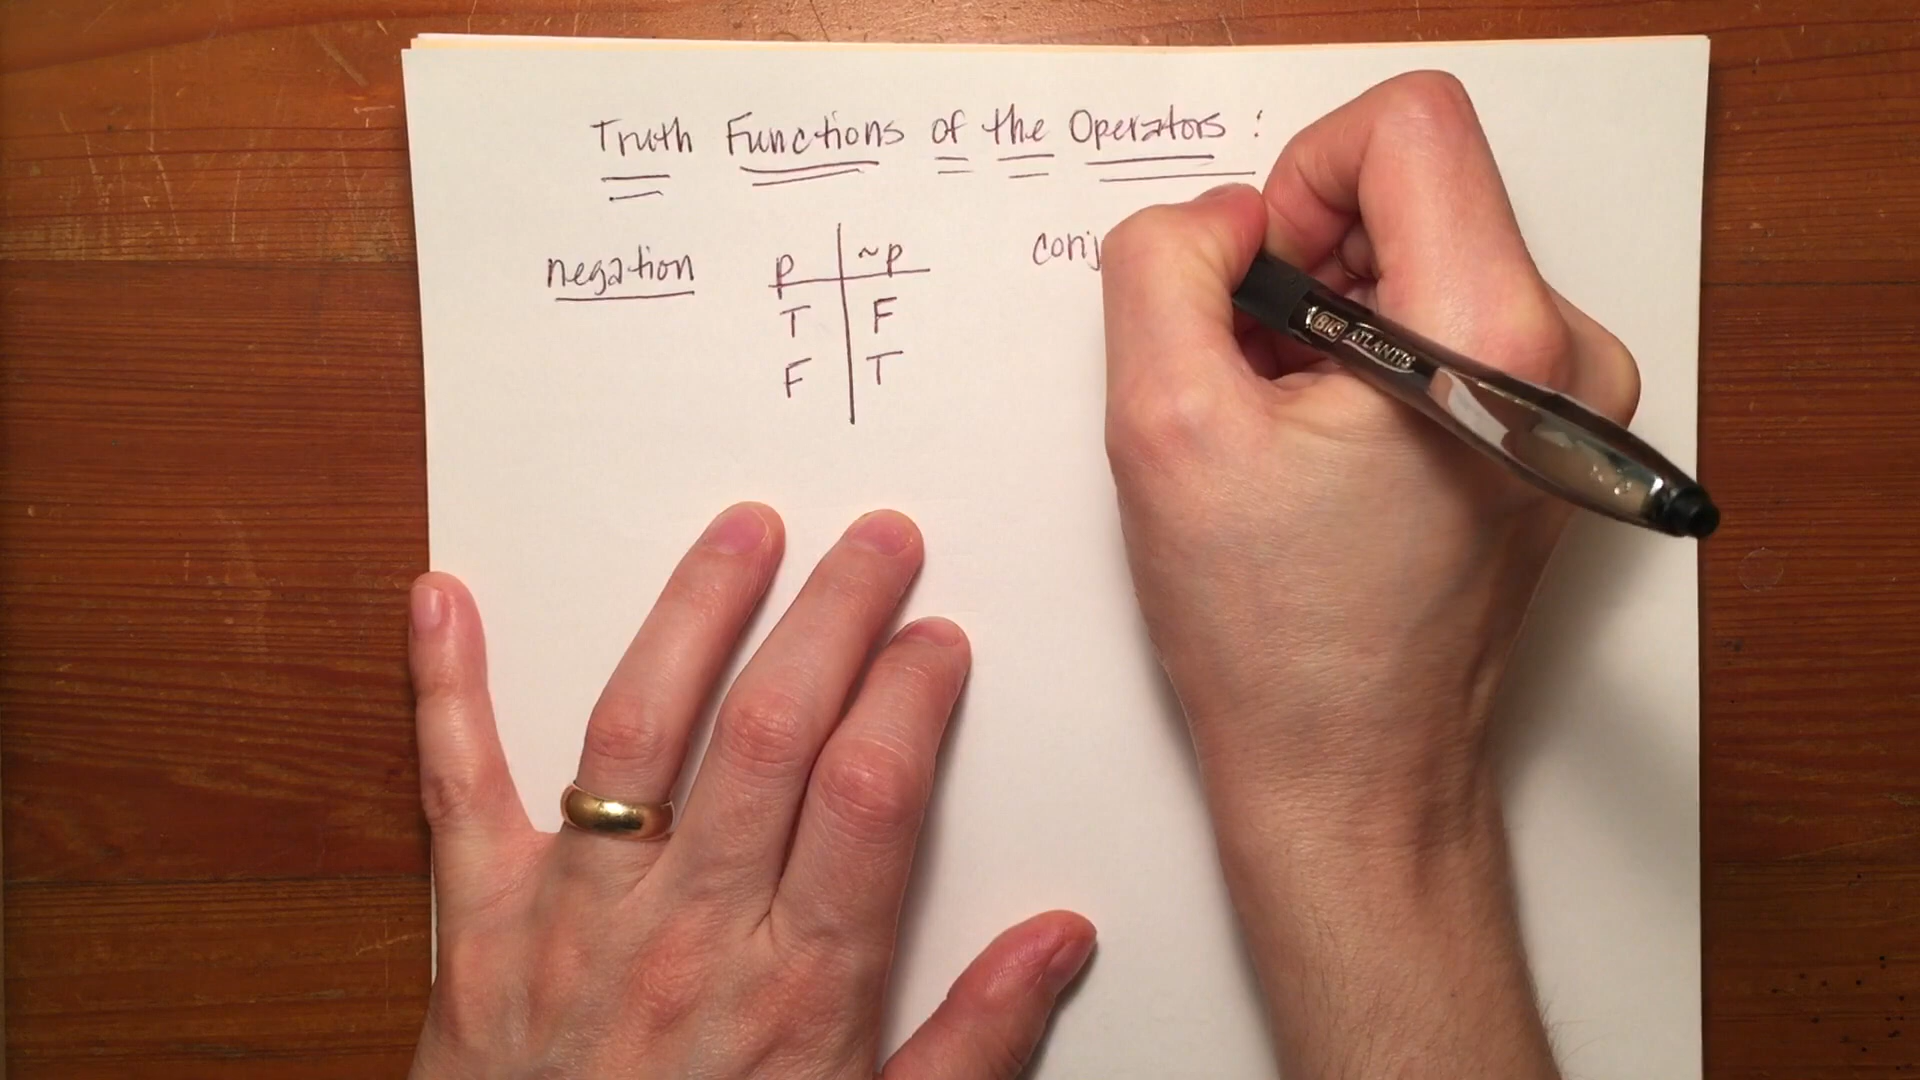 Truth Functions of the Operators :
negation
p ~p
T F
F T
conj
BIC ATLANTIS